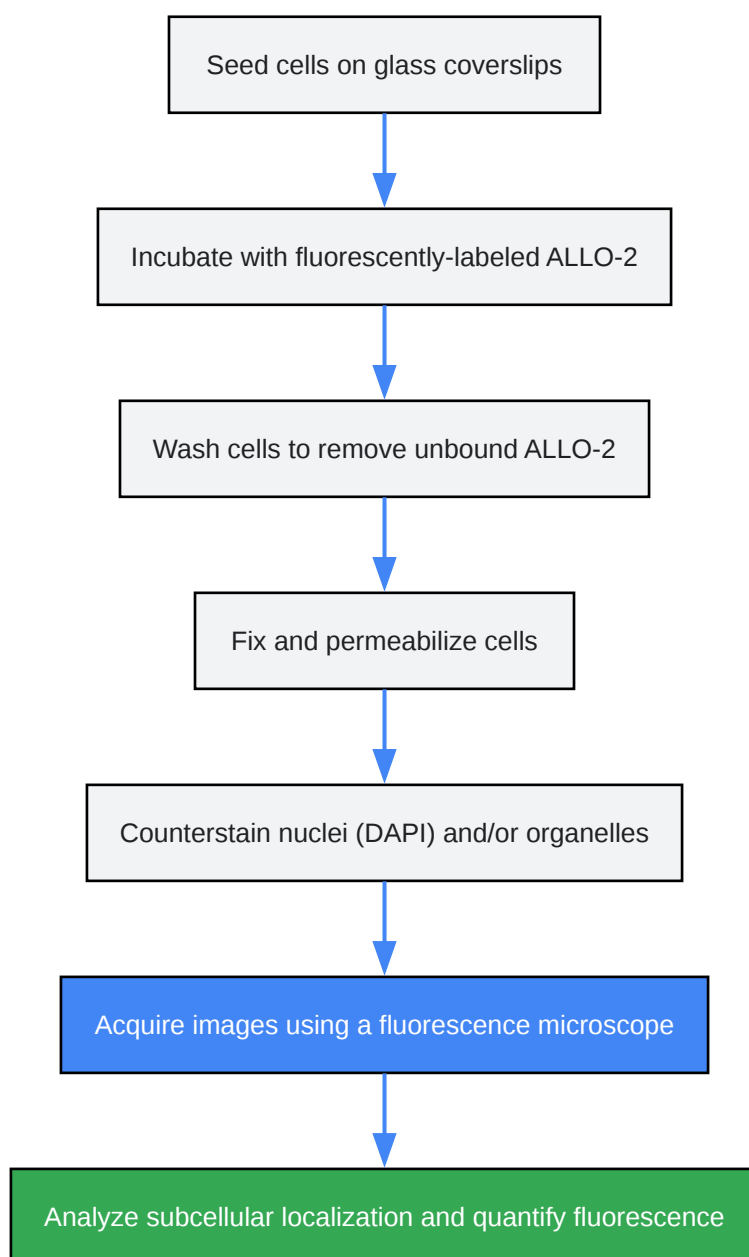 Seed cells on glass coverslips
Incubate with fluorescently-labeled ALLO-2
Wash cells to remove unbound ALLO-2
Fix and permeabilize cells
Counterstain nuclei (DAPI) and/or organelles
Acquire images using a fluorescence microscope
Analyze subcellular localization and quantify fluorescence